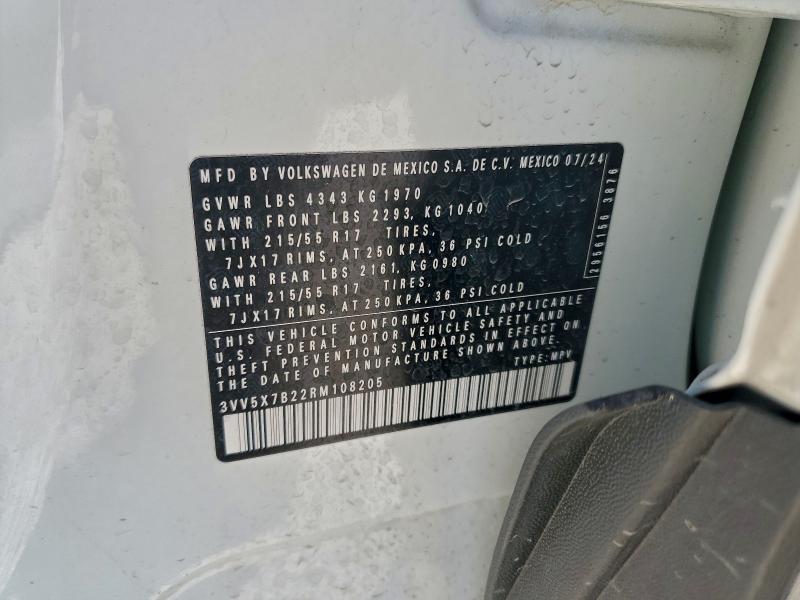 MFD BY VOLKSWAGEN DE MEXICO S.A. DE C.V. MEXICO 07/24
GVWR LBS 4343 KG 1970
GAWR FRONT LBS 2293, KG 1040
WITH 215/55 R17 TIRES,
7JX17 RIMS, AT 250 KPA, 36 PSI COLD
GAWR REAR LBS 2161, KG0980
WITH 215/55 R17 TIRES,
7JX17 RIMS, AT 250 KPA, 36 PSI COLD
THIS VEHICLE CONFORMS TO ALL APPLICABLE
U.S. FEDERAL MOTOR VEHICLE SAFETY AND
THEFT PREVENTION STANDARDS IN EFFECT ON
THE DATE OF MANUFACTURE SHOWN ABOVE.
TYPE: MPV
3VV5X7B22RM108205
2956156 3876